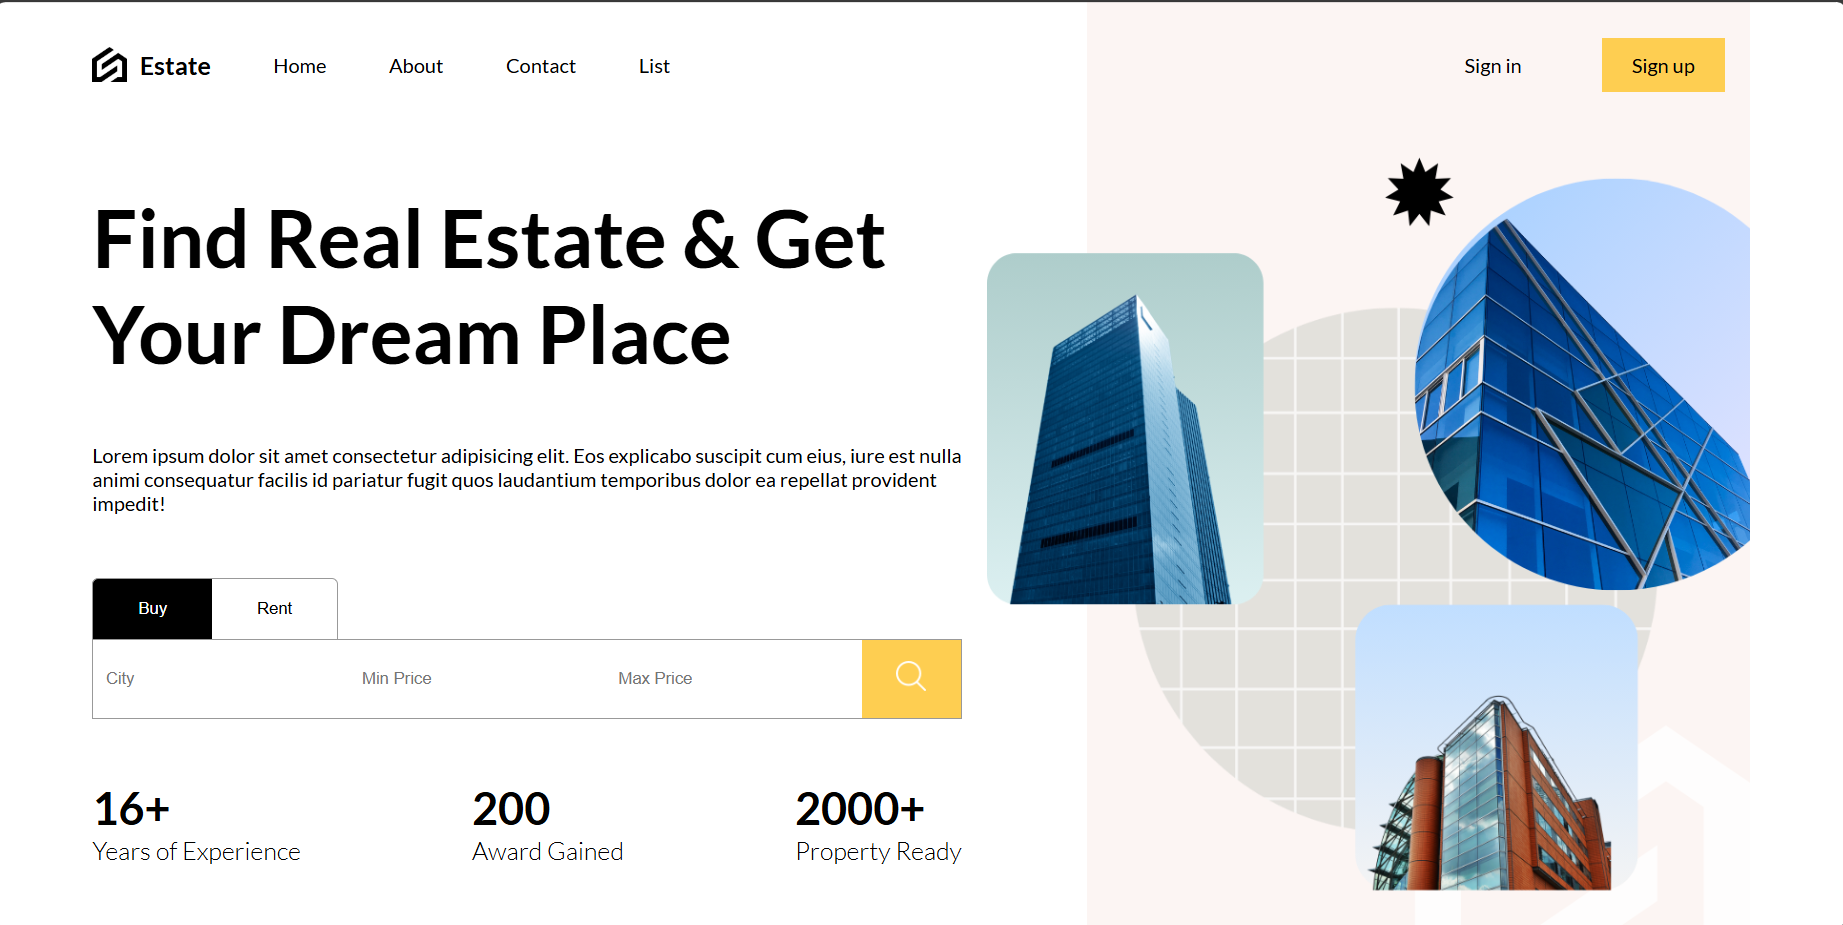 Estate
Home
About
Contact
List
Sign in
Sign up
Find Real Estate & Get
Your Dream Place
Lorem ipsum dolor sit amet consectetur adipisicing elit. Eos explicabo suscipit cum eius, iure est nulla
animi consequatur facilis id pariatur fugit quos laudantium temporibus dolor ea repellat provident
impedit!
Buy
Rent
City
Min Price
Max Price
16+
Years of Experience
200
Award Gained
2000+
Property Ready